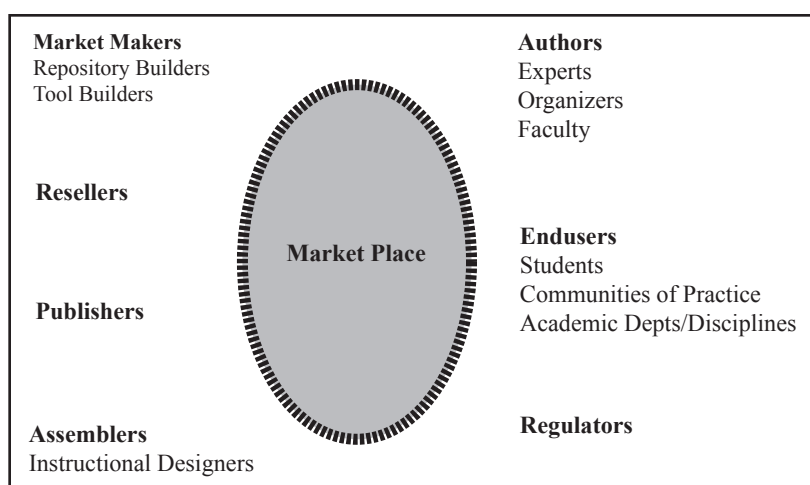 Market Makers
Repository Builders
Tool Builders
Resellers
Publishers
Assemblers
Instructional Designers
Market Place
Authors
Experts
Organizers
Faculty
Endusers
Students
Communities of Practice
Academic Depts/Disciplines
Regulators